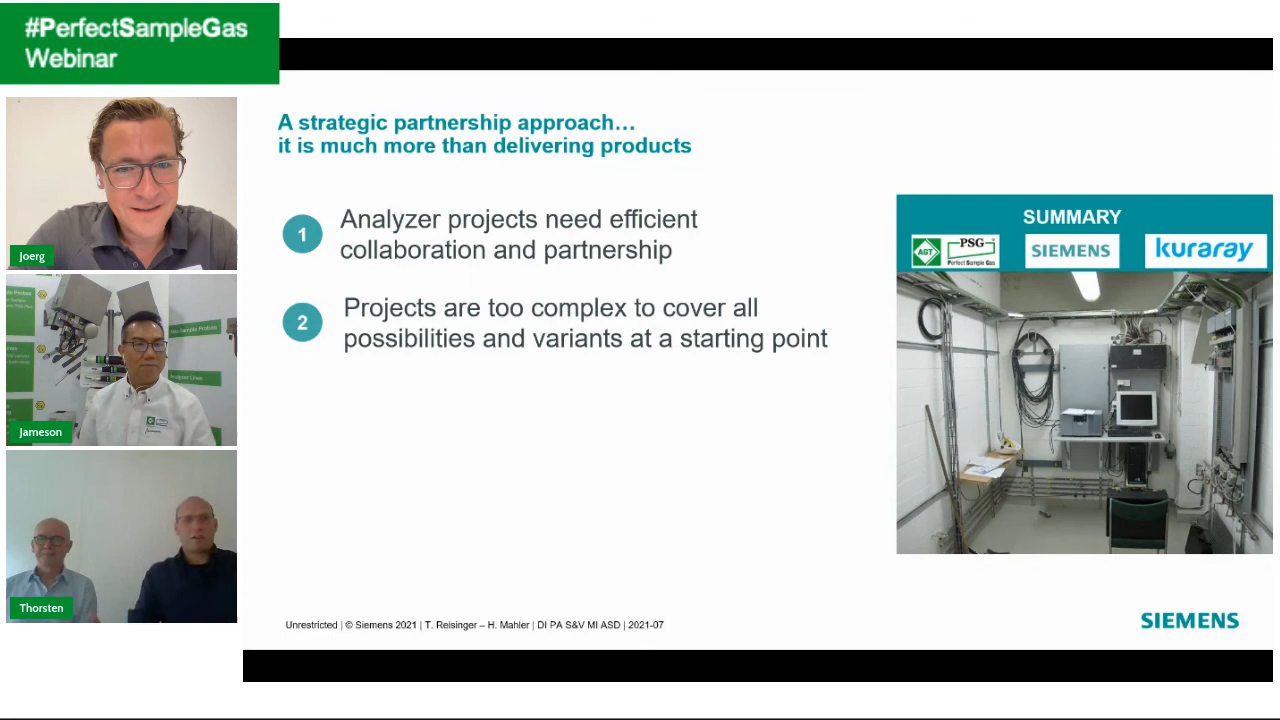 #PerfectSampleGas
Webinar
Joerg
Jameson
Thorsten
Gas Sample Probes
A strategic partnership approach…
it is much more than delivering products
1
Analyzer projects need efficient
collaboration and partnership
2
Projects are too complex to cover all
possibilities and variants at a starting point
SUMMARY
AGT
PSG
Perfect Sample Gas
SIEMENS
kuraray
Unrestricted | © Siemens 2021 | T. Reisinger – H. Mahler | DI PA S&V MI ASD | 2021-07
SIEMENS